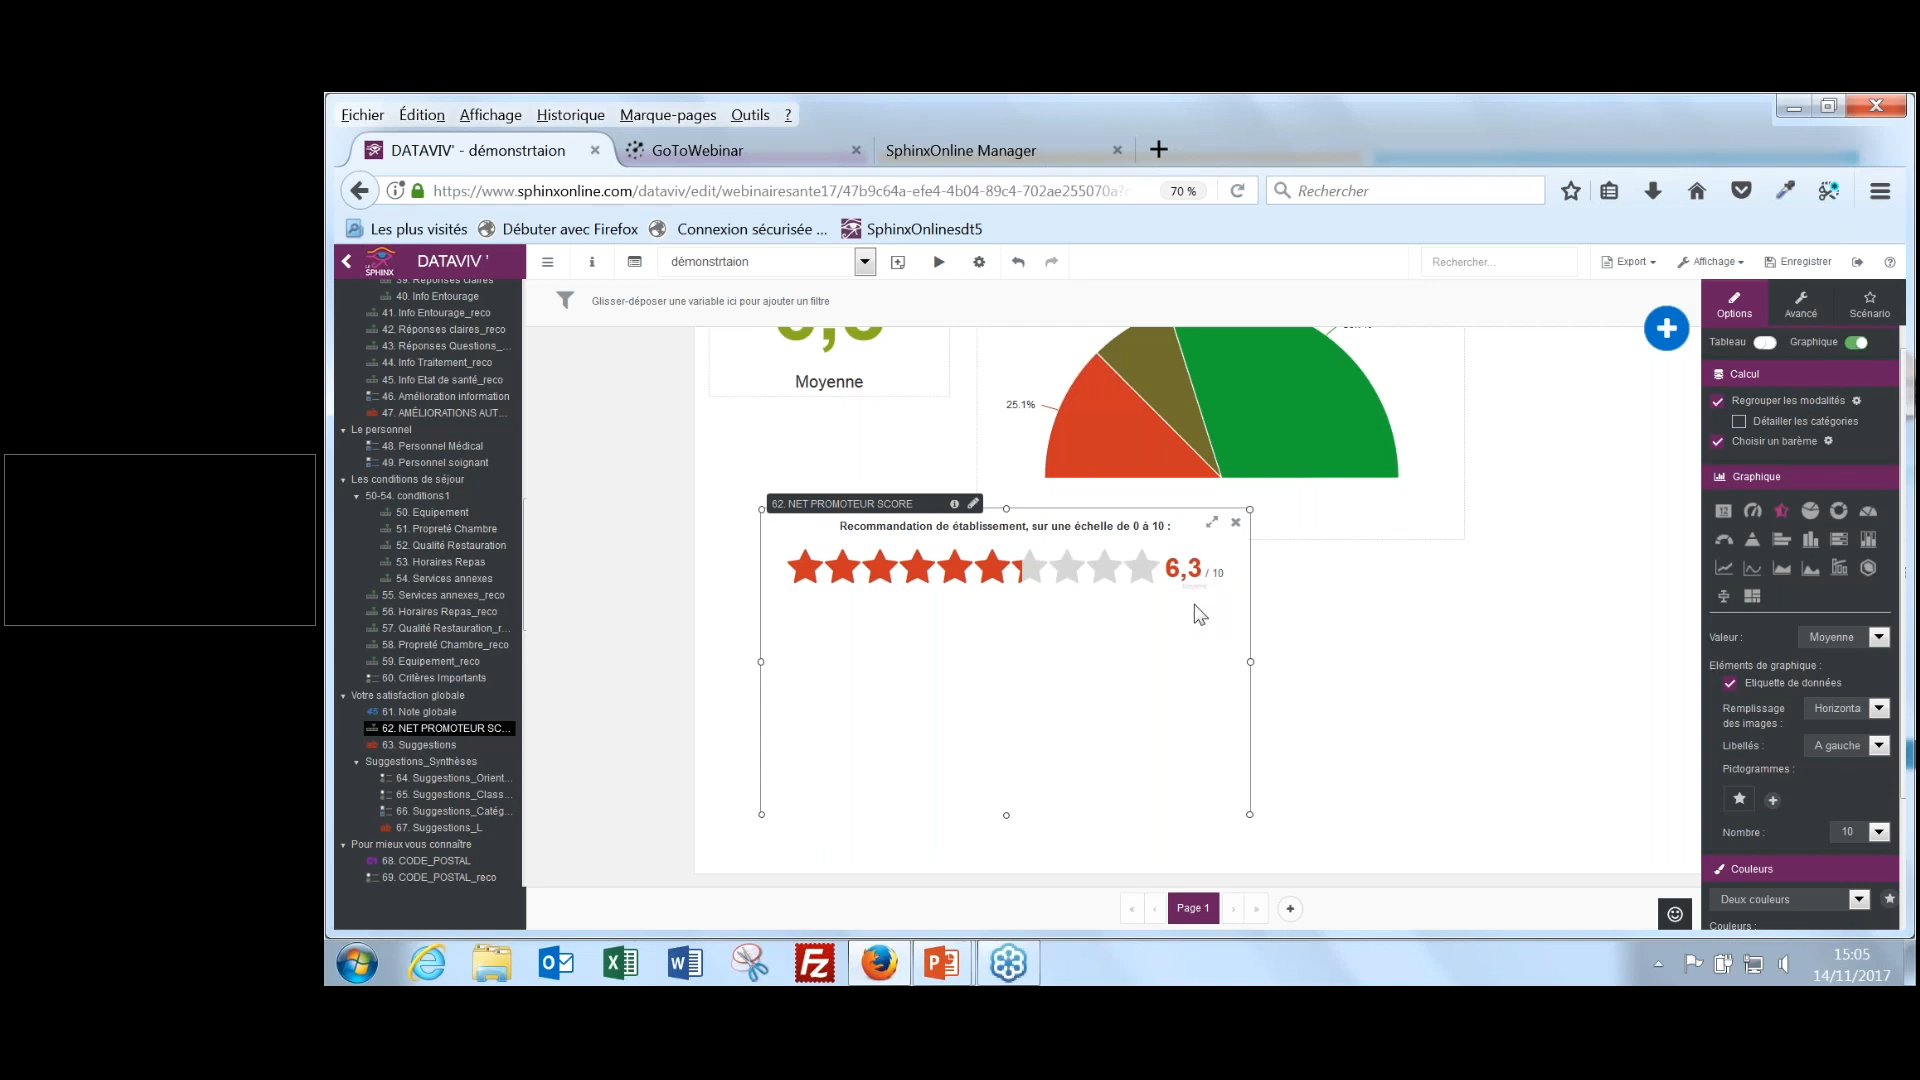 Fichier Édition Affichage Historique Marque-pages Outils ?
DATAVIV' - démonstrtaion
GoToWebinar
SphinxOnline Manager
https://www.sphinxonline.com/dataviv/edit/webinairesante17/47b9c64a-efe4-4b04-89c4-702ae255070a?
70 %
Rechercher
Les plus visités
Débuter avec Firefox
Connexion sécurisée ...
SphinxOnlinesdt5
LE SPHINX
DATAVIV '
démonstrtaion
Rechercher...
Export
Affichage
Enregistrer
Glisser-déposer une variable ici pour ajouter un filtre
39. Réponses claires
40. Info Entourage
41. Info Entourage_reco
42. Réponses claires_reco
43. Réponses Questions_...
44. Info Traitement_reco
45. Info Etat de santé_reco
46. Amélioration information
47. AMÉLIORATIONS AUT...
Le personnel
48. Personnel Médical
49. Personnel soignant
Les conditions de séjour
50-54. conditions1
50. Equipement
51. Propreté Chambre
52. Qualité Restauration
53. Horaires Repas
54. Services annexes
55. Services annexes_reco
56. Horaires Repas_reco
57. Qualité Restauration_r...
58. Propreté Chambre_reco
59. Equipement_reco
60. Critères Importants
Votre satisfaction globale
61. Note globale
62. NET PROMOTEUR SC...
63. Suggestions
Suggestions_Synthèses
64. Suggestions_Orient...
65. Suggestions_Class...
66. Suggestions_Catég...
67. Suggestions_L
Pour mieux vous connaître
68. CODE_POSTAL
69. CODE_POSTAL_reco
Moyenne
25.1%
62. NET PROMOTEUR SCORE
Recommandation de établissement, sur une échelle de 0 à 10 :
6,3 / 10
Moyenne
Page 1
Options
Avancé
Scénario
Tableau
Graphique
Calcul
Regrouper les modalités
Détailler les catégories
Choisir un barème
Graphique
Valeur : Moyenne
Eléments de graphique :
Etiquette de données
Remplissage des images : Horizonta
Libellés : A gauche
Pictogrammes :
Nombre : 10
Couleurs
Deux couleurs
Couleurs :
15:05
14/11/2017